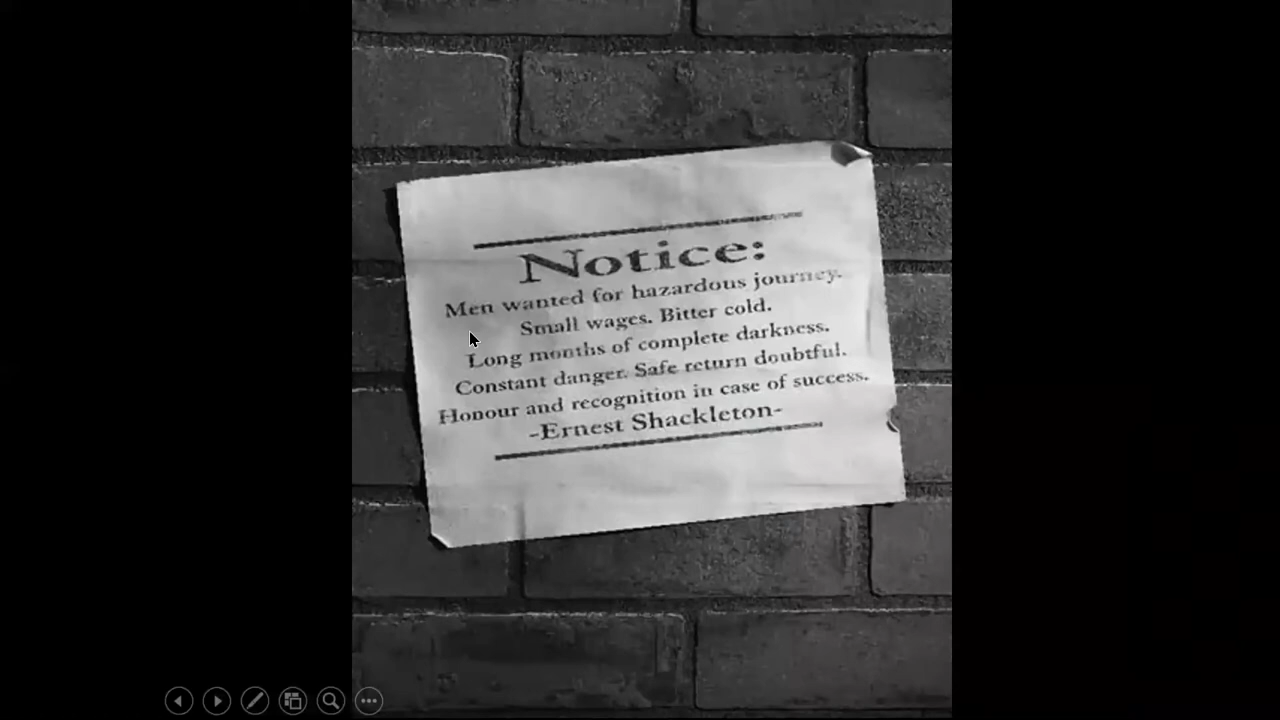 Notice:
Men wanted for hazardous journey.
Small wages. Bitter cold.
Long months of complete darkness.
Constant danger. Safe return doubtful.
Honour and recognition in case of success.
-Ernest Shackleton-